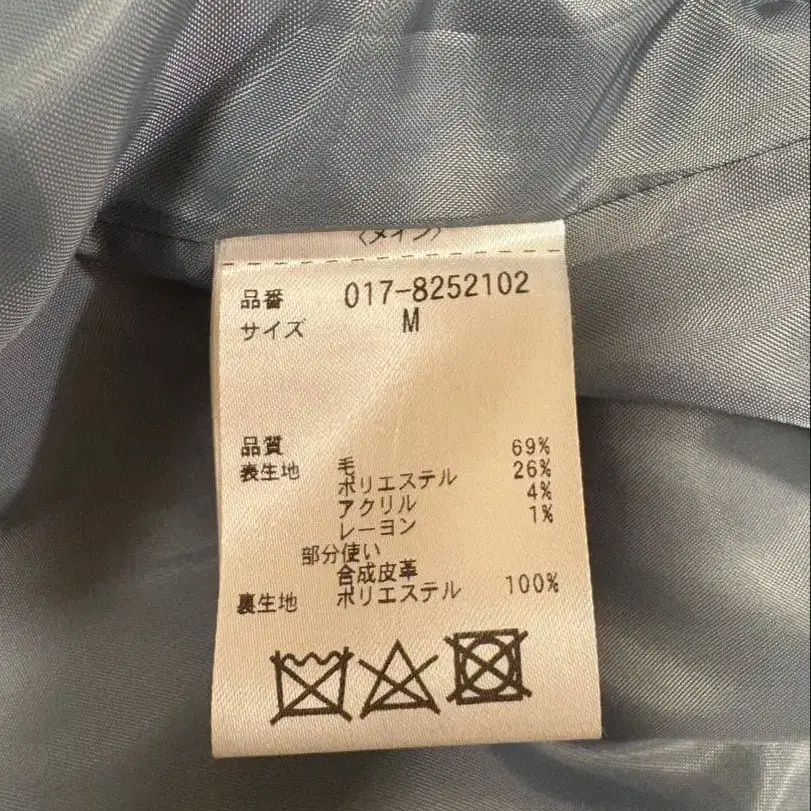 〈メイン〉
品番 017-8252102
サイズ M
品質
表生地 毛 69%
ポリエステル 26%
アクリル 4%
レーヨン 1%
部分使い
合成皮革
裏生地 ポリエステル 100%